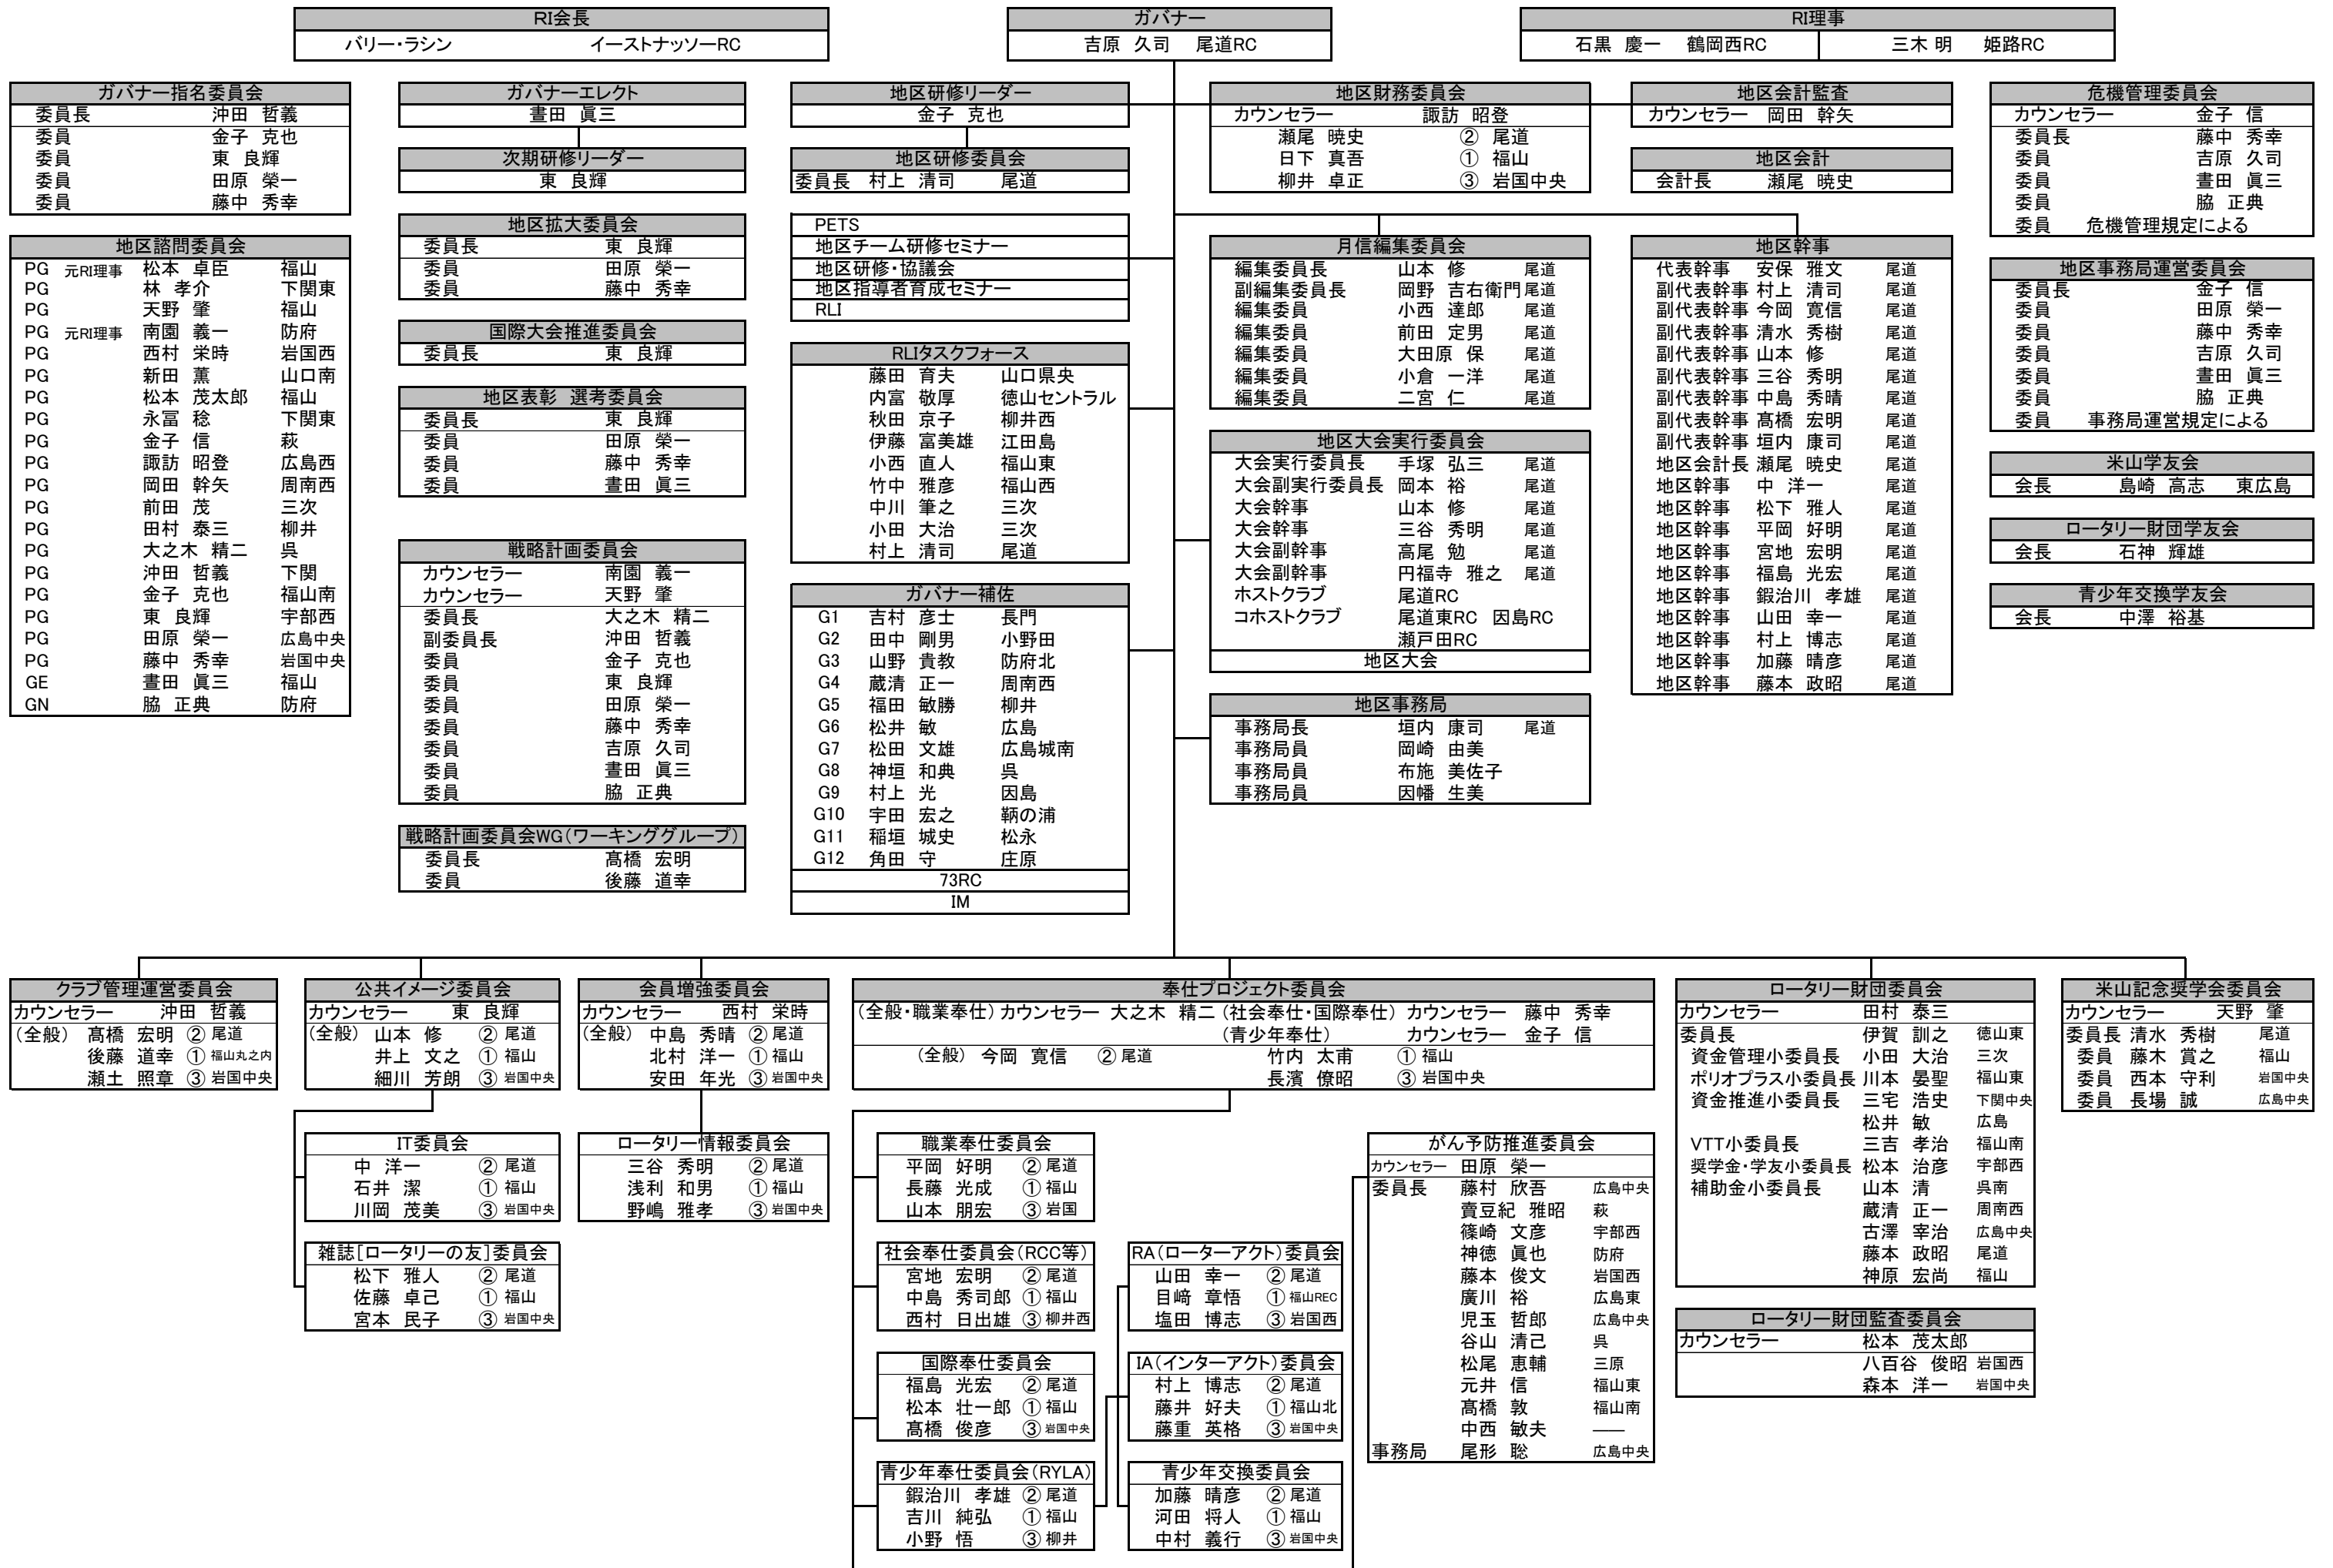 RI会長
バリー・ラシン イーストナッソーRC
ガバナー
吉原 久司 尾道RC
RI理事
石黒 慶一 鶴岡西RC 三木 明 姫路RC
ガバナー指名委員会
委員長 沖田 哲義
委員 金子 克也
委員 東 良輝
委員 田原 榮一
委員 藤中 秀幸
地区諮問委員会
PG 元RI理事 松本 卓臣 福山
PG 林 孝介 下関東
PG 天野 肇 福山
PG 元RI理事 南園 義一 防府
PG 西村 栄時 岩国西
PG 新田 薫 山口南
PG 松本 茂太郎 福山
PG 永冨 稔 下関東
PG 金子 信 萩
PG 諏訪 昭登 広島西
PG 岡田 幹矢 周南西
PG 前田 茂 三次
PG 田村 泰三 柳井
PG 大之木 精二 呉
PG 沖田 哲義 下関
PG 金子 克也 福山南
PG 東 良輝 宇部西
PG 田原 榮一 広島中央
PG 藤中 秀幸 岩国中央
GE 晝田 眞三 福山
GN 脇 正典 防府
ガバナーエレクト
晝田 眞三
次期研修リーダー
東 良輝
地区拡大委員会
委員長 東 良輝
委員 田原 榮一
委員 藤中 秀幸
国際大会推進委員会
委員長 東 良輝
地区表彰 選考委員会
委員長 東 良輝
委員 田原 榮一
委員 藤中 秀幸
委員 晝田 眞三
戦略計画委員会
カウンセラー 南園 義一
カウンセラー 天野 肇
委員長 大之木 精二
副委員長 沖田 哲義
委員 金子 克也
委員 東 良輝
委員 田原 榮一
委員 藤中 秀幸
委員 吉原 久司
委員 晝田 眞三
委員 脇 正典
戦略計画委員会WG(ワーキンググループ)
委員長 髙橋 宏明
委員 後藤 道幸
地区研修リーダー
金子 克也
地区研修委員会
委員長 村上 清司 尾道
PETS
地区チーム研修セミナー
地区研修・協議会
地区指導者育成セミナー
RLI
RLIタスクフォース
藤田 育夫 山口県央
内富 敬厚 徳山セントラル
秋田 京子 柳井西
伊藤 富美雄 江田島
小西 直人 福山東
竹中 雅彦 福山西
中川 筆之 三次
小田 大治 三次
村上 清司 尾道
ガバナー補佐
G1 吉村 彦士 長門
G2 田中 剛男 小野田
G3 山野 貴教 防府北
G4 蔵清 正一 周南西
G5 福田 敏勝 柳井
G6 松井 敏 広島
G7 松田 文雄 広島城南
G8 神垣 和典 呉
G9 村上 光 因島
G10 宇田 宏之 鞆の浦
G11 稲垣 城史 松永
G12 角田 守 庄原
73RC
IM
地区財務委員会
カウンセラー 諏訪 昭登
瀬尾 暁史 ② 尾道
日下 真吾 ① 福山
柳井 卓正 ③ 岩国中央
月信編集委員会
編集委員長 山本 修 尾道
副編集委員長 岡野 吉右衛門 尾道
編集委員 小西 達郎 尾道
編集委員 前田 定男 尾道
編集委員 大田原 保 尾道
編集委員 小倉 一洋 尾道
編集委員 二宮 仁 尾道
地区大会実行委員会
大会実行委員長 手塚 弘三 尾道
大会副実行委員長 岡本 裕 尾道
大会幹事 山本 修 尾道
大会幹事 三谷 秀明 尾道
大会副幹事 高尾 勉 尾道
大会副幹事 円福寺 雅之 尾道
ホストクラブ 尾道RC
コホストクラブ 尾道東RC 因島RC
瀬戸田RC
地区大会
地区事務局
事務局長 垣内 康司 尾道
事務局員 岡崎 由美
事務局員 布施 美佐子
事務局員 因幡 生美
地区会計監査
カウンセラー 岡田 幹矢
地区会計
会計長 瀬尾 暁史
地区幹事
代表幹事 安保 雅文 尾道
副代表幹事 村上 清司 尾道
副代表幹事 今岡 寛信 尾道
副代表幹事 清水 秀樹 尾道
副代表幹事 山本 修 尾道
副代表幹事 三谷 秀明 尾道
副代表幹事 中島 秀晴 尾道
副代表幹事 髙橋 宏明 尾道
副代表幹事 垣内 康司 尾道
地区会計長 瀬尾 暁史 尾道
地区幹事 中 洋一 尾道
地区幹事 松下 雅人 尾道
地区幹事 平岡 好明 尾道
地区幹事 宮地 宏明 尾道
地区幹事 福島 光宏 尾道
地区幹事 鍜治川 孝雄 尾道
地区幹事 山田 幸一 尾道
地区幹事 村上 博志 尾道
地区幹事 加藤 晴彦 尾道
地区幹事 藤本 政昭 尾道
危機管理委員会
カウンセラー 金子 信
委員長 藤中 秀幸
委員 吉原 久司
委員 晝田 眞三
委員 脇 正典
委員 危機管理規定による
地区事務局運営委員会
委員長 金子 信
委員 田原 榮一
委員 藤中 秀幸
委員 吉原 久司
委員 晝田 眞三
委員 脇 正典
委員 事務局運営規定による
米山学友会
会長 島崎 高志 東広島
ロータリー財団学友会
会長 石神 輝雄
青少年交換学友会
会長 中澤 裕基
クラブ管理運営委員会
カウンセラー 沖田 哲義
(全般) 髙橋 宏明 ② 尾道
後藤 道幸 ① 福山丸之内
瀬土 照章 ③ 岩国中央
公共イメージ委員会
カウンセラー 東 良輝
(全般) 山本 修 ② 尾道
井上 文之 ① 福山
細川 芳朗 ③ 岩国中央
IT委員会
中 洋一 ② 尾道
石井 潔 ① 福山
川岡 茂美 ③ 岩国中央
雑誌[ロータリーの友]委員会
松下 雅人 ② 尾道
佐藤 卓己 ① 福山
宮本 民子 ③ 岩国中央
会員増強委員会
カウンセラー 西村 栄時
(全般) 中島 秀晴 ② 尾道
北村 洋一 ① 福山
安田 年光 ③ 岩国中央
ロータリー情報委員会
三谷 秀明 ② 尾道
浅利 和男 ① 福山
野嶋 雅孝 ③ 岩国中央
奉仕プロジェクト委員会
(全般・職業奉仕) カウンセラー 大之木 精二 (社会奉仕・国際奉仕) カウンセラー 藤中 秀幸
(青少年奉仕) カウンセラー 金子 信
(全般) 今岡 寛信 ② 尾道 竹内 太甫 ① 福山
長濱 僚昭 ③ 岩国中央
職業奉仕委員会
平岡 好明 ② 尾道
長藤 光成 ① 福山
山本 朋宏 ③ 岩国
社会奉仕委員会(RCC等)
宮地 宏明 ② 尾道
中島 秀司郎 ① 福山
西村 日出雄 ③ 柳井西
国際奉仕委員会
福島 光宏 ② 尾道
松本 壮一郎 ① 福山
髙橋 俊彦 ③ 岩国中央
青少年奉仕委員会(RYLA)
鍜治川 孝雄 ② 尾道
吉川 純弘 ① 福山
小野 悟 ③ 柳井
RA(ローターアクト)委員会
山田 幸一 ② 尾道
目﨑 章悟 ① 福山REC
塩田 博志 ③ 岩国西
IA(インターアクト)委員会
村上 博志 ② 尾道
藤井 好夫 ① 福山北
藤重 英格 ③ 岩国中央
青少年交換委員会
加藤 晴彦 ② 尾道
河田 将人 ① 福山
中村 義行 ③ 岩国中央
がん予防推進委員会
カウンセラー 田原 榮一
委員長 藤村 欣吾 広島中央
賣豆紀 雅昭 萩
篠崎 文彦 宇部西
神徳 眞也 防府
藤本 俊文 岩国西
廣川 裕 広島東
児玉 哲郎 広島中央
谷山 清己 呉
松尾 恵輔 三原
元井 信 福山東
髙橋 敦 福山南
中西 敏夫 ——
事務局 尾形 聡 広島中央
ロータリー財団委員会
カウンセラー 田村 泰三
委員長 伊賀 訓之 徳山東
資金管理小委員長 小田 大治 三次
ポリオプラス小委員長 川本 晏聖 福山東
資金推進小委員長 三宅 浩史 下関中央
松井 敏 広島
VTT小委員長 三吉 孝治 福山南
奨学金・学友小委員長 松本 治彦 宇部西
補助金小委員長 山本 清 呉南
蔵清 正一 周南西
古澤 宰治 広島中央
藤本 政昭 尾道
神原 宏尚 福山
ロータリー財団監査委員会
カウンセラー 松本 茂太郎
八百谷 俊昭 岩国西
森本 洋一 岩国中央
米山記念奨学会委員会
カウンセラー 天野 肇
委員長 清水 秀樹 尾道
委員 藤木 賞之 福山
委員 西本 守利 岩国中央
委員 長場 誠 広島中央